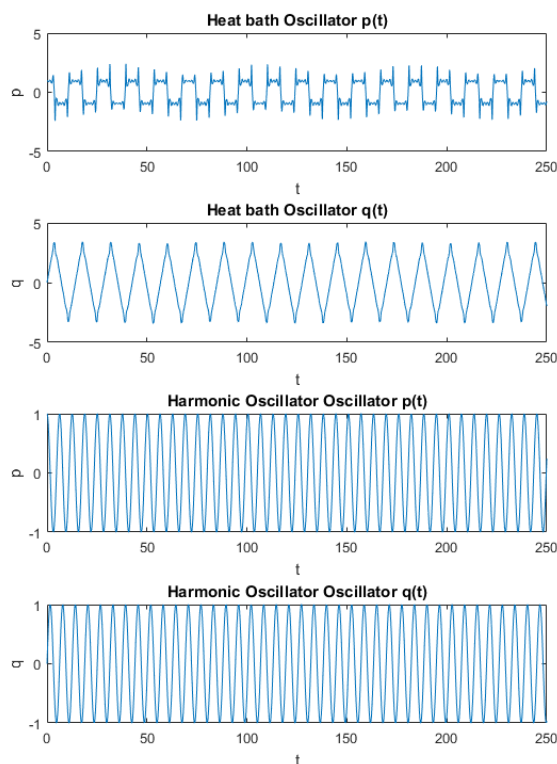 Heat bath Oscillator p(t)
5
0
-5
p
0 50 100 150 200 250
t
Heat bath Oscillator q(t)
5
0
-5
q
0 50 100 150 200 250
t
Harmonic Oscillator Oscillator p(t)
1
0
-1
p
0 50 100 150 200 250
t
Harmonic Oscillator Oscillator q(t)
1
0
-1
q
0 50 100 150 200 250
t